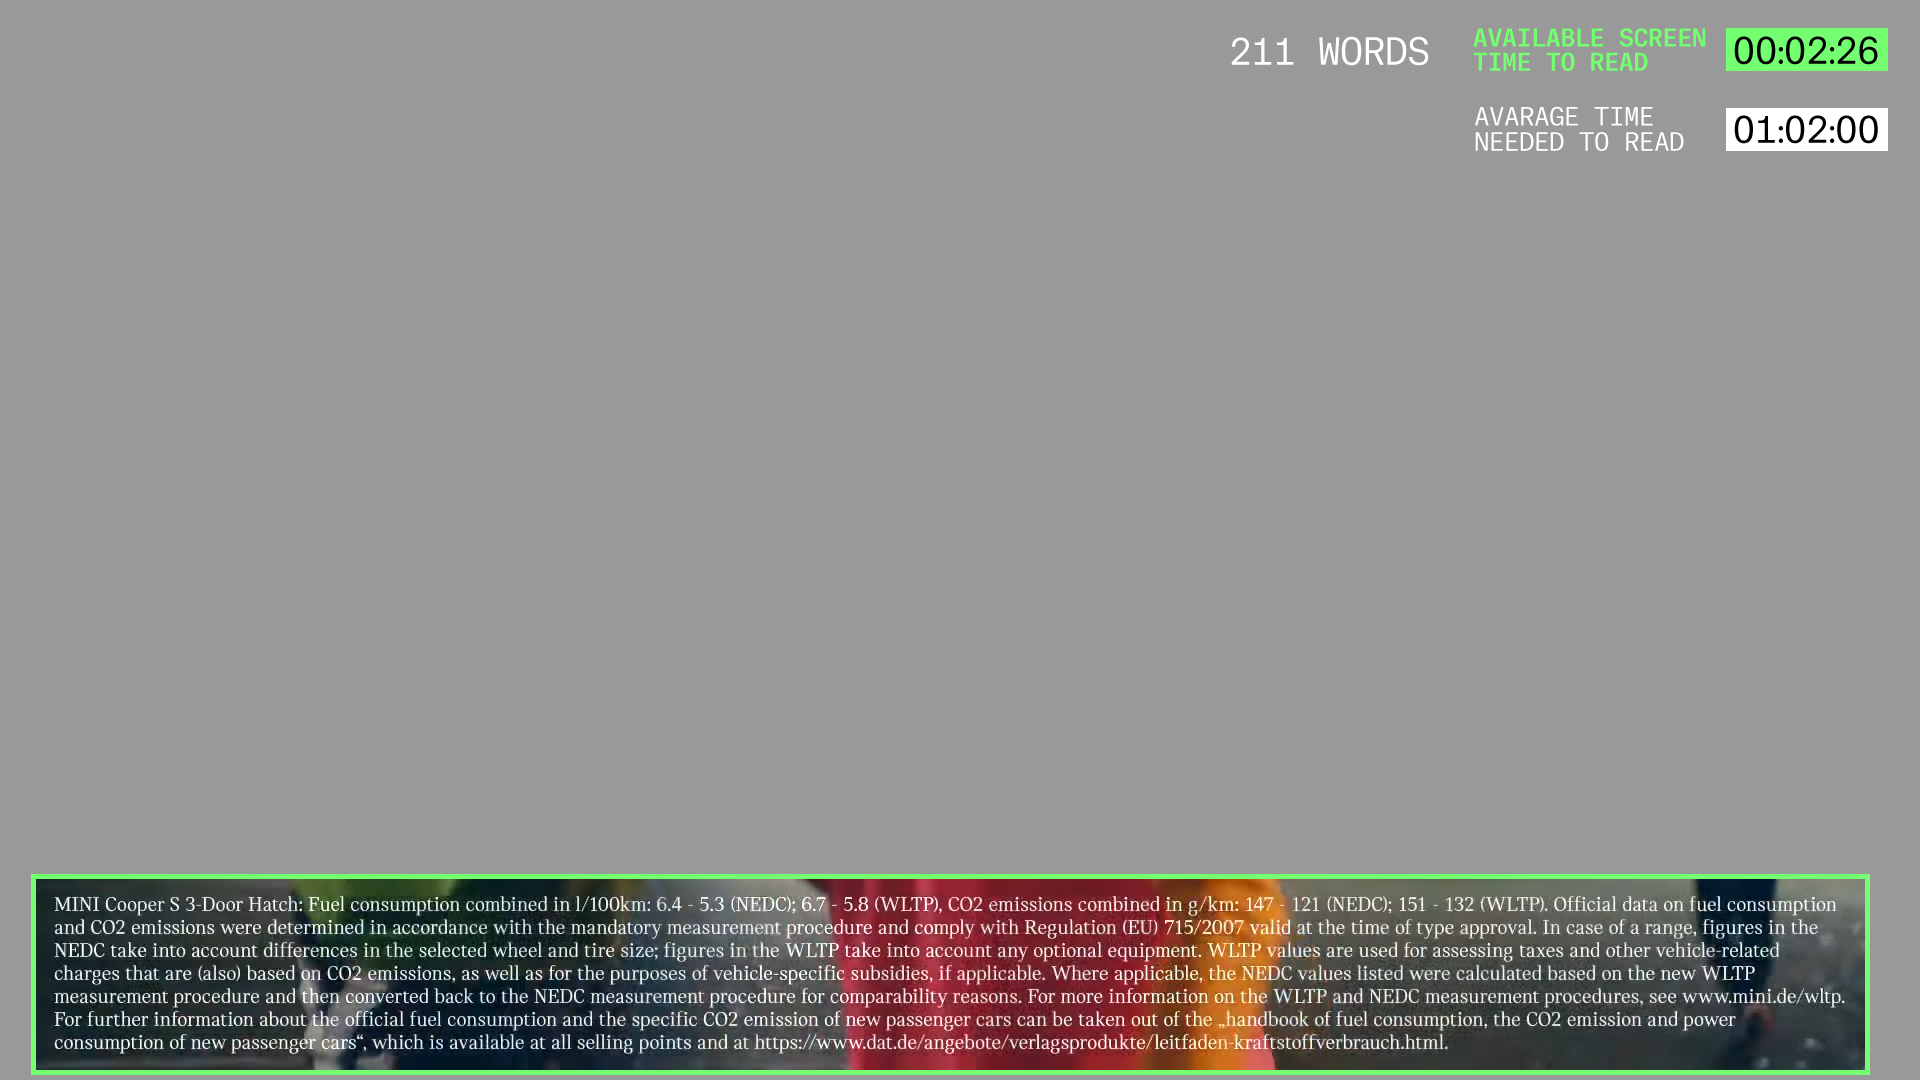 211 WORDS
AVAILABLE SCREEN
TIME TO READ
00:02:26
AVARAGE TIME
NEEDED TO READ
01:02:00
MINI Cooper S 3-Door Hatch: Fuel consumption combined in l/100km: 6.4 - 5.3 (NEDC); 6.7 - 5.8 (WLTP), CO2 emissions combined in g/km: 147 - 121 (NEDC); 151 - 132 (WLTP). Official data on fuel consumption
and CO2 emissions were determined in accordance with the mandatory measurement procedure and comply with Regulation (EU) 715/2007 valid at the time of type approval. In case of a range, figures in the
NEDC take into account differences in the selected wheel and tire size; figures in the WLTP take into account any optional equipment. WLTP values are used for assessing taxes and other vehicle-related
charges that are (also) based on CO2 emissions, as well as for the purposes of vehicle-specific subsidies, if applicable. Where applicable, the NEDC values listed were calculated based on the new WLTP
measurement procedure and then converted back to the NEDC measurement procedure for comparability reasons. For more information on the WLTP and NEDC measurement procedures, see www.mini.de/wltp.
For further information about the official fuel consumption and the specific CO2 emission of new passenger cars can be taken out of the „handbook of fuel consumption, the CO2 emission and power
consumption of new passenger cars“, which is available at all selling points and at https://www.dat.de/angebote/verlagsprodukte/leitfaden-kraftstoffverbrauch.html.